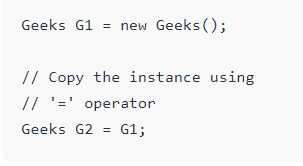 Geeks G1 = new Geeks();
// Copy the instance using
// '=' operator
Geeks G2 = G1;